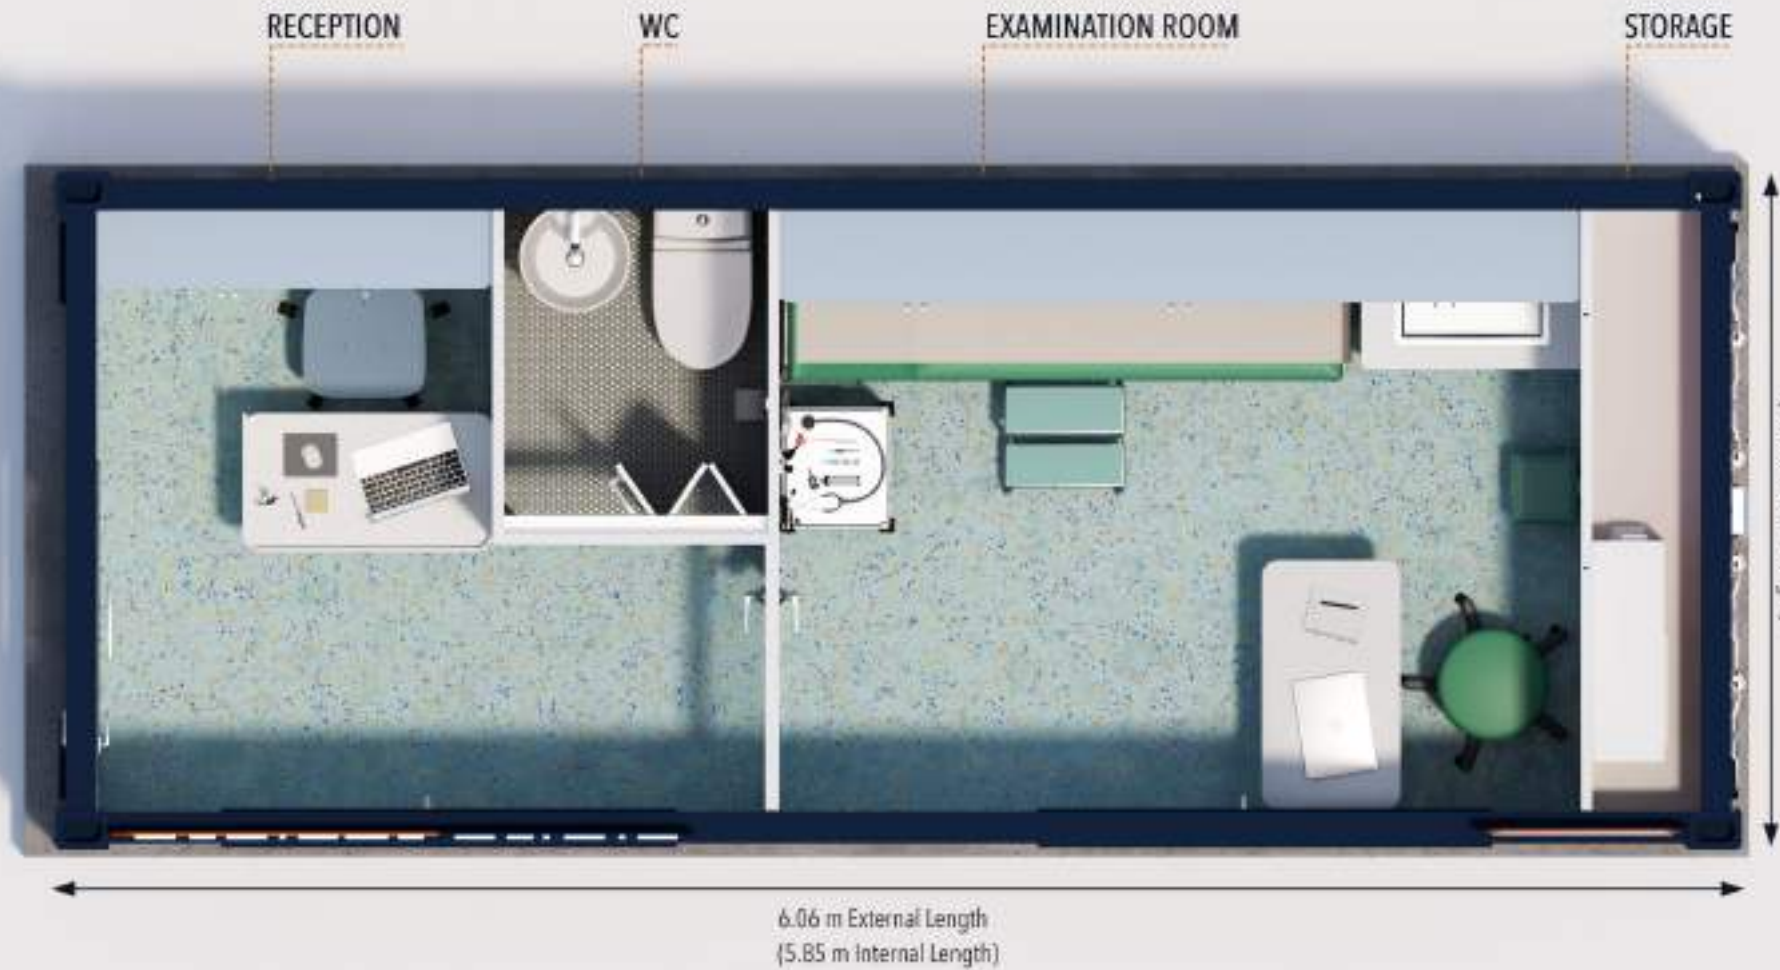 RECEPTION
WC
EXAMINATION ROOM
STORAGE
6.06 m External Length
(5.85 m Internal Length)